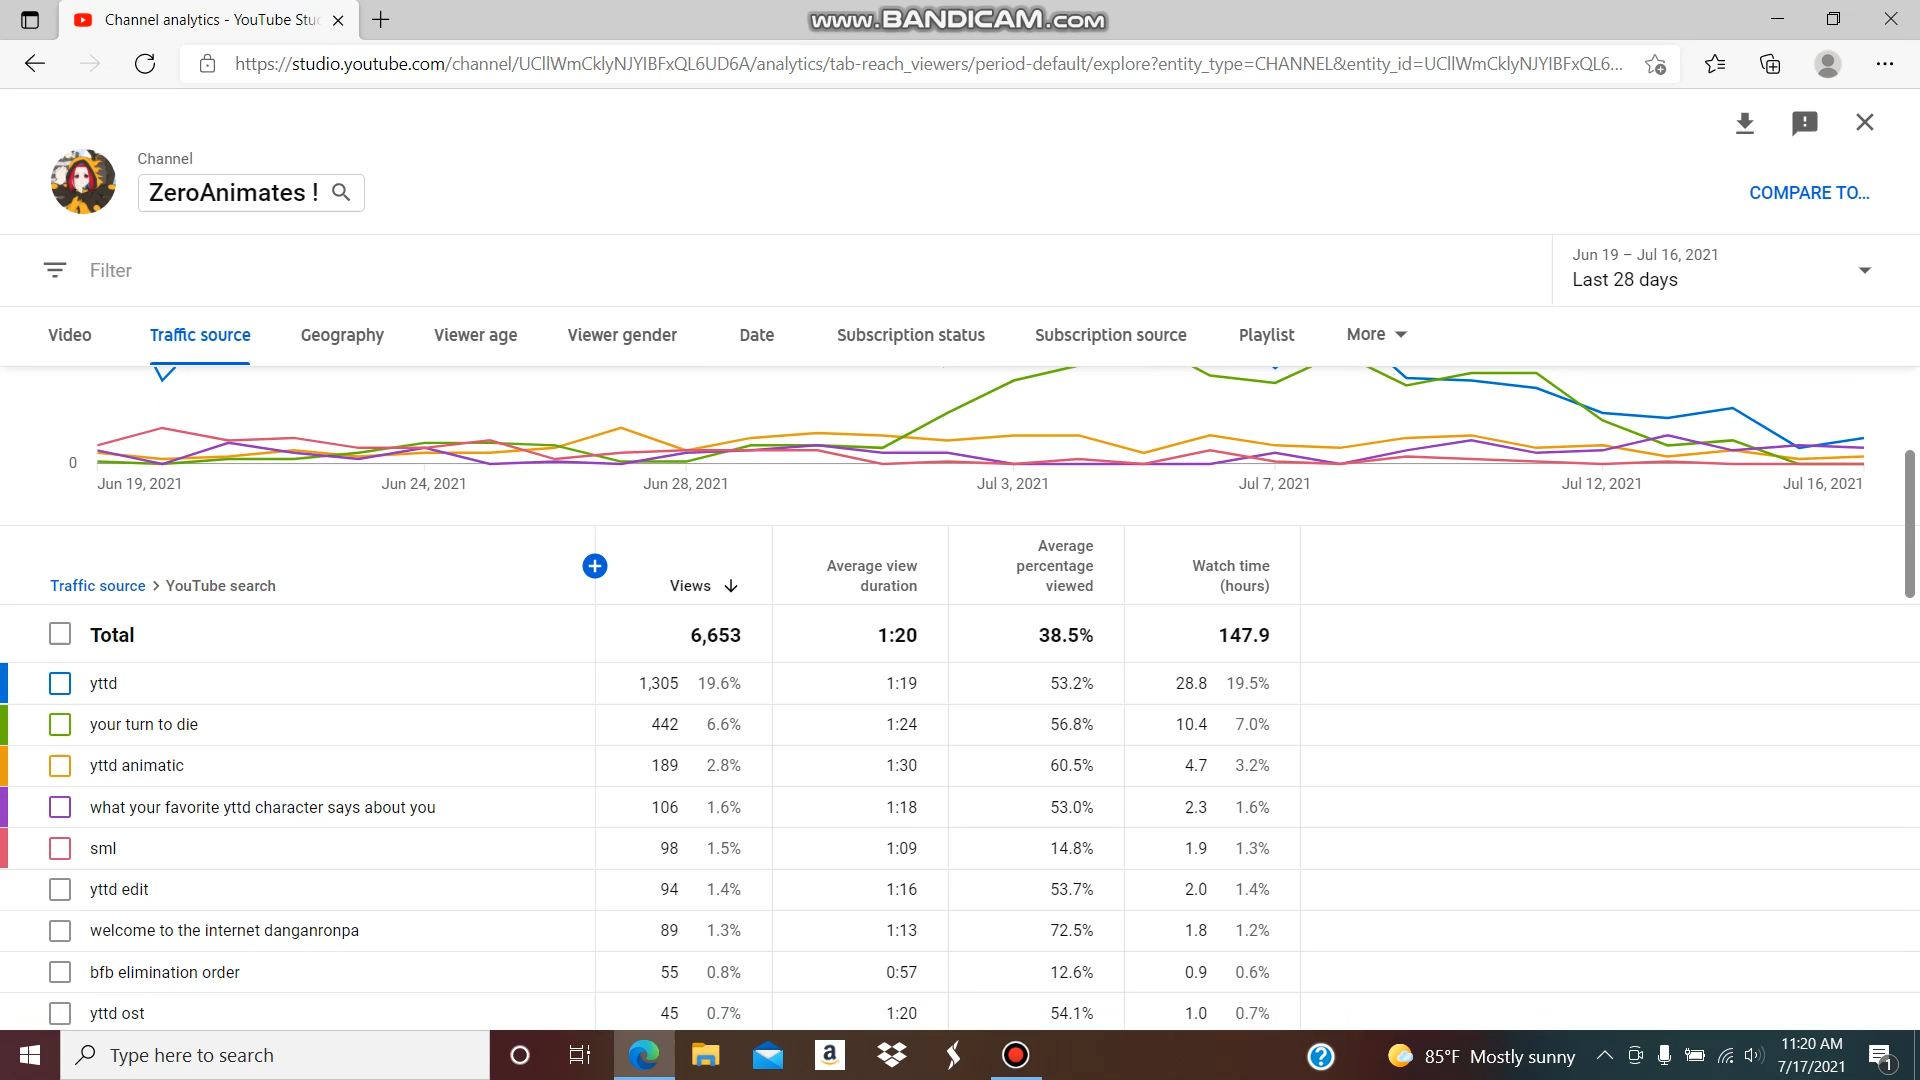 Channel analytics - YouTube Stu
www.BANDICAM.com
https://studio.youtube.com/channel/UCllWmCklyNJYIBFxQL6UD6A/analytics/tab-reach_viewers/period-default/explore?entity_type=CHANNEL&entity_id=UCllWmCklyNJYIBFxQL6...
Channel
ZeroAnimates !
COMPARE TO...
Filter
Jun 19 – Jul 16, 2021
Last 28 days
Video Traffic source Geography Viewer age Viewer gender Date Subscription status Subscription source Playlist More
0
Jun 19, 2021 Jun 24, 2021 Jun 28, 2021 Jul 3, 2021 Jul 7, 2021 Jul 12, 2021 Jul 16, 2021
Traffic source > YouTube search Views Average view duration Average percentage viewed Watch time (hours)
Total 6,653 1:20 38.5% 147.9
yttd 1,305 19.6% 1:19 53.2% 28.8 19.5%
your turn to die 442 6.6% 1:24 56.8% 10.4 7.0%
yttd animatic 189 2.8% 1:30 60.5% 4.7 3.2%
what your favorite yttd character says about you 106 1.6% 1:18 53.0% 2.3 1.6%
sml 98 1.5% 1:09 14.8% 1.9 1.3%
yttd edit 94 1.4% 1:16 53.7% 2.0 1.4%
welcome to the internet danganronpa 89 1.3% 1:13 72.5% 1.8 1.2%
bfb elimination order 55 0.8% 0:57 12.6% 0.9 0.6%
yttd ost 45 0.7% 1:20 54.1% 1.0 0.7%
Type here to search
a
85°F Mostly sunny
11:20 AM
7/17/2021
1